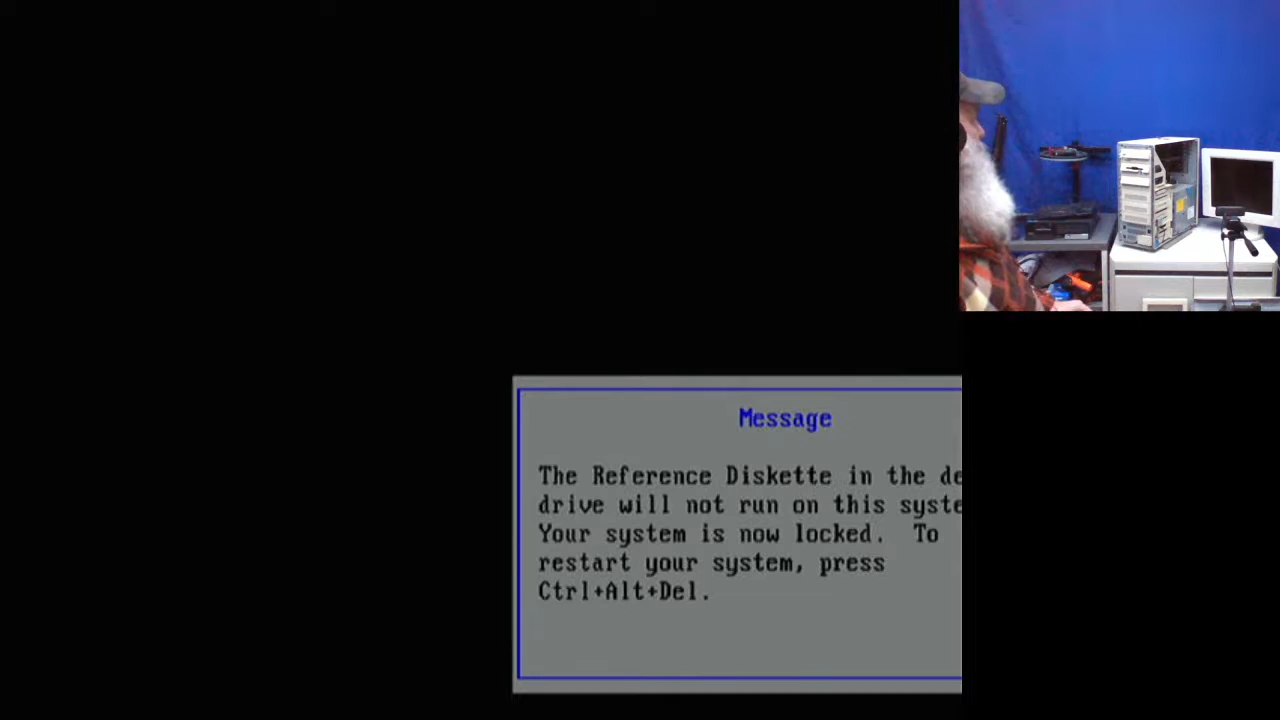 Message
The Reference Diskette in the
drive will not run on this
Your system is now locked. To
restart your system, press
Ctrl+Alt+Del.